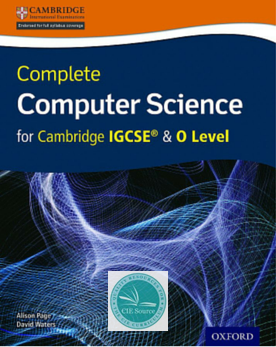 CAMBRIDGE
International Examinations
Endorsed for full syllabus coverage
Complete
Computer Science
for Cambridge IGCSE® & O Level
CIE Source
Alison Page
David Waters
OXFORD